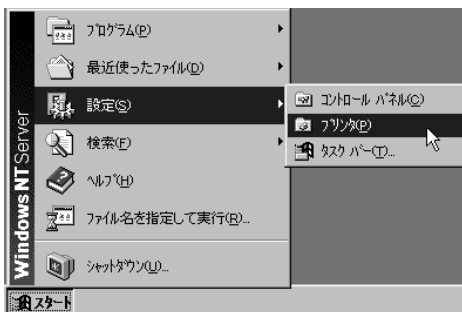 Windows NT Server
ﾌﾟﾛｸﾞﾗﾑ(P)
最近使ったﾌｧｲﾙ(D)
設定(S)
検索(F)
ﾍﾙﾌﾟ(H)
ﾌｧｲﾙ名を指定して実行(R)...
ｼｬｯﾄﾀﾞｳﾝ(U)...
ｺﾝﾄﾛｰﾙ ﾊﾟﾈﾙ(C)
ﾌﾟﾘﾝﾀ(P)
ﾀｽｸ ﾊﾞｰ(T)...
ｽﾀｰﾄ